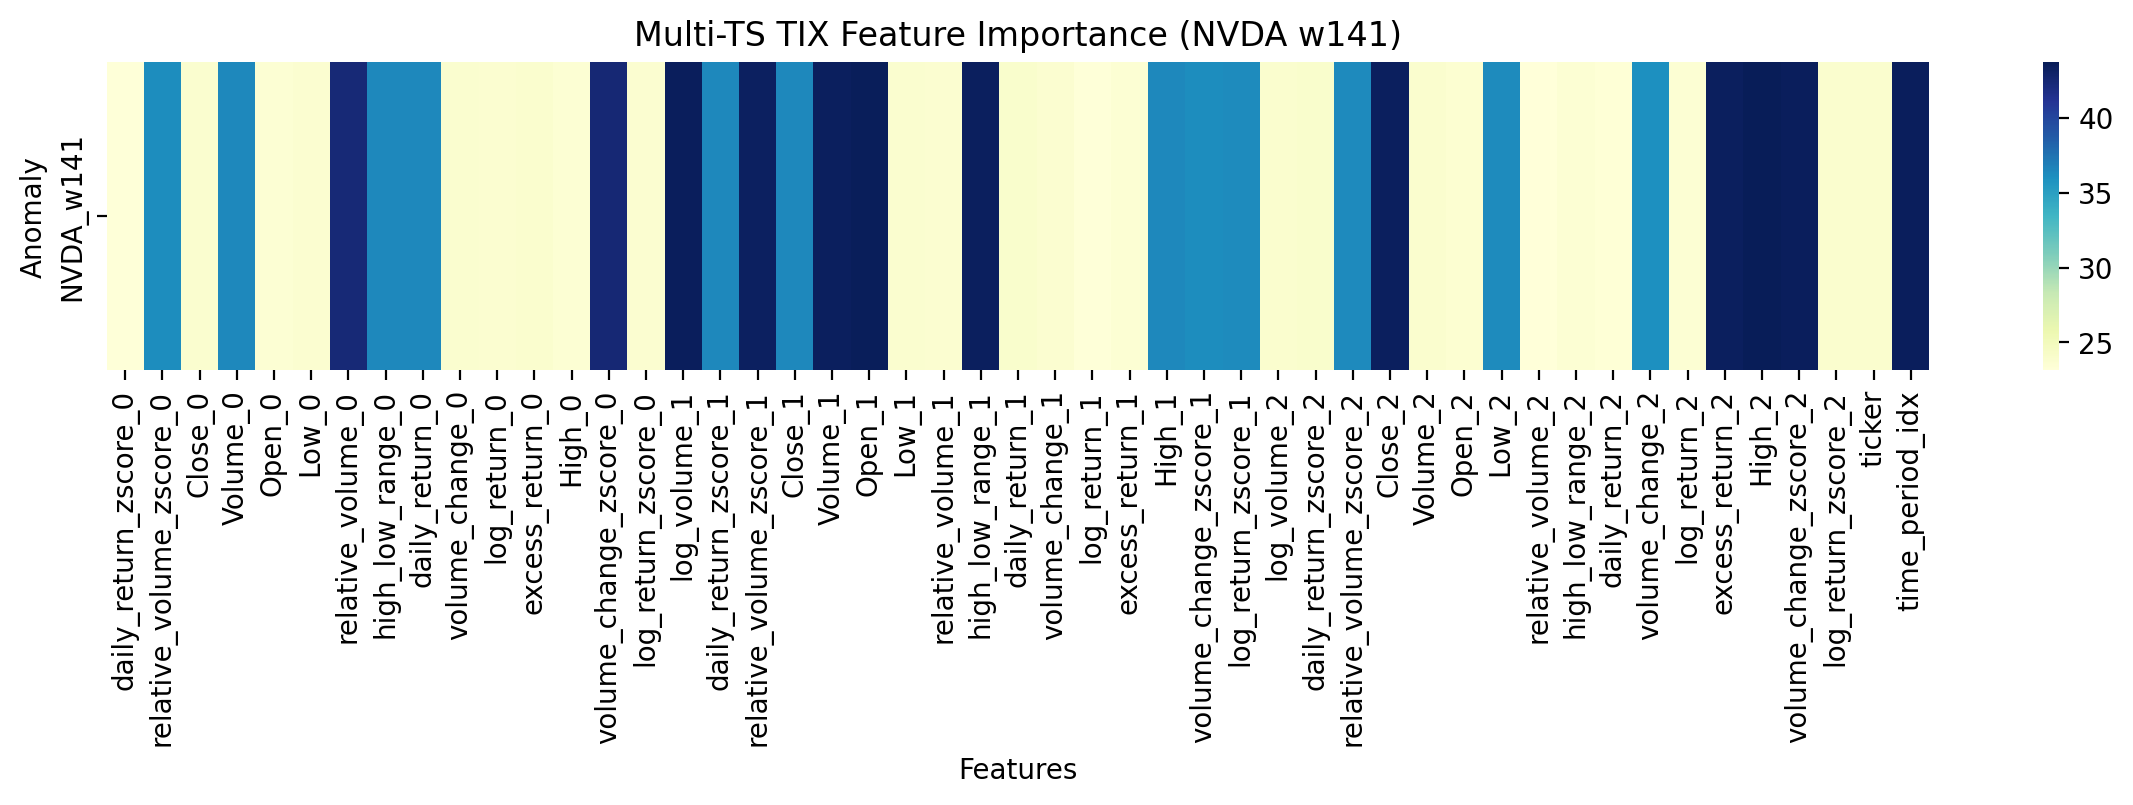 Multi-TS TIX Feature Importance (NVDA w141)
Anomaly
NVDA_w141
40
35
30
25
daily_return_zscore_0
relative_volume_zscore_0
Close_0
Volume_0
Open_0
Low_0
relative_volume_0
high_low_range_0
daily_return_0
volume_change_0
log_return_0
excess_return_0
High_0
volume_change_zscore_0
log_return_zscore_0
log_volume_1
daily_return_zscore_1
relative_volume_zscore_1
Close_1
Volume_1
Open_1
Low_1
relative_volume_1
high_low_range_1
daily_return_1
volume_change_1
log_return_1
excess_return_1
High_1
volume_change_zscore_1
log_return_zscore_1
log_volume_2
daily_return_zscore_2
relative_volume_zscore_2
Close_2
Volume_2
Open_2
Low_2
relative_volume_2
high_low_range_2
daily_return_2
volume_change_2
log_return_2
excess_return_2
High_2
volume_change_zscore_2
log_return_zscore_2
ticker
time_period_idx
Features